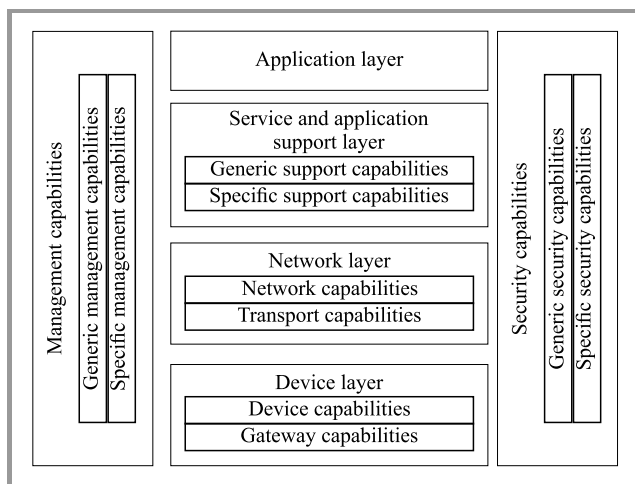 Management capabilities
Generic management capabilities
Specific management capabilities
Application layer
Service and application
support layer
Generic support capabilities
Specific support capabilities
Network layer
Network capabilities
Transport capabilities
Device layer
Device capabilities
Gateway capabilities
Security capabilities
Generic security capabilities
Specific security capabilities